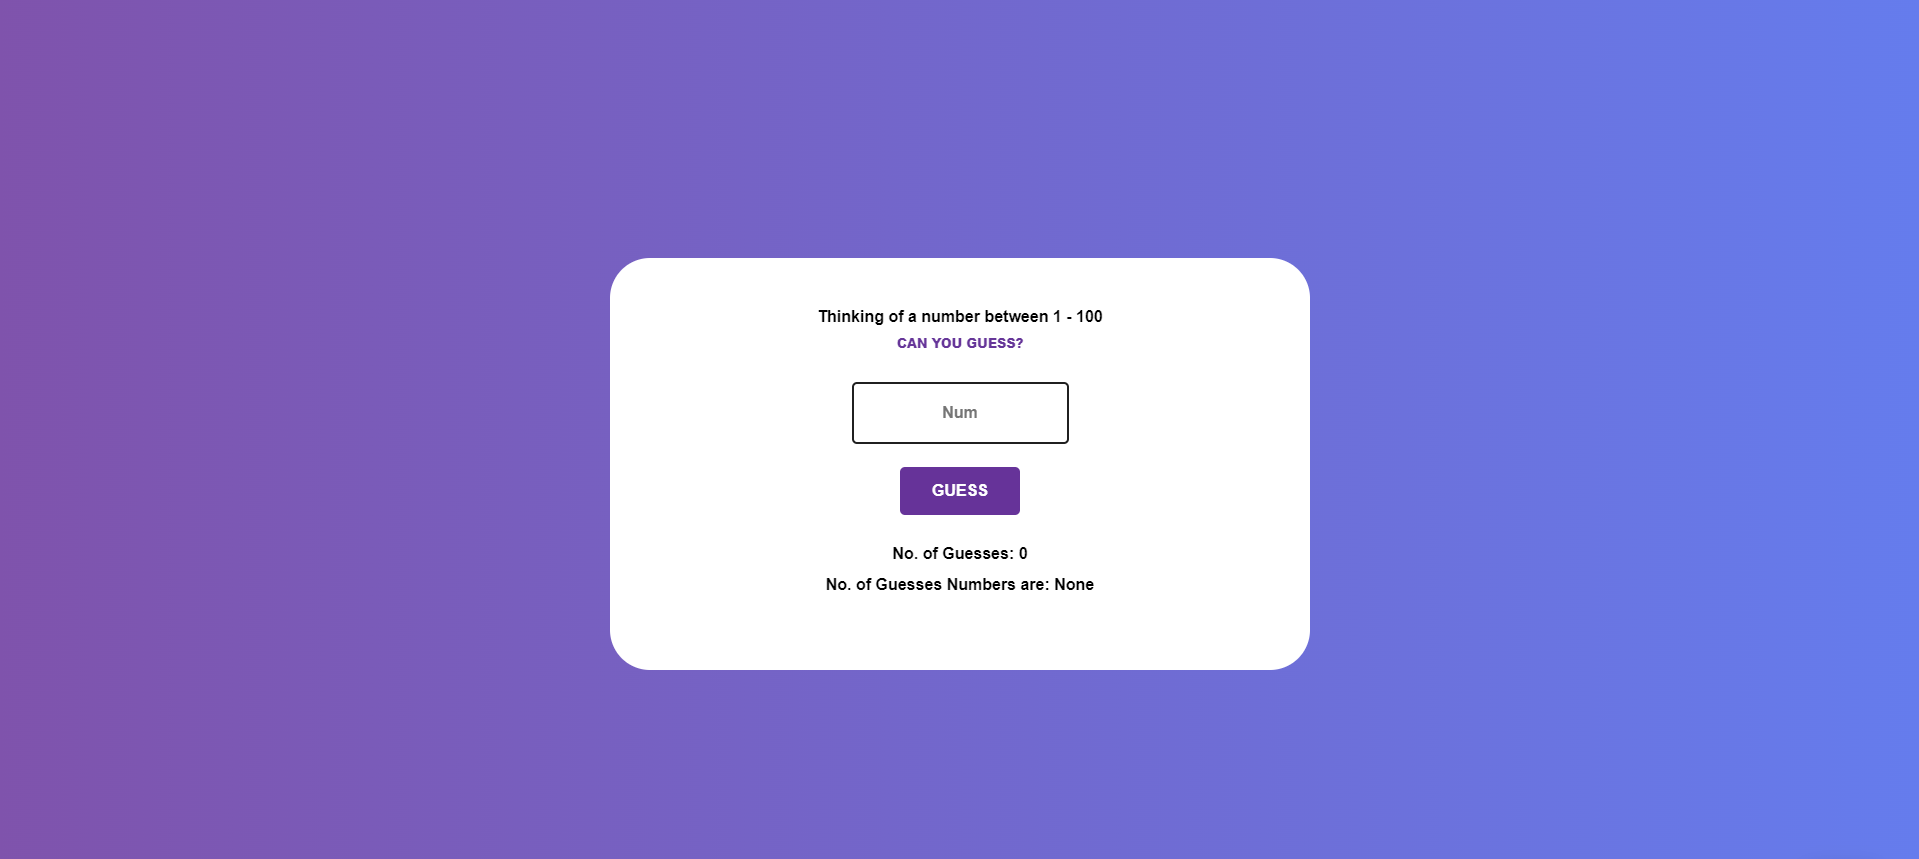 Thinking of a number between 1 - 100
CAN YOU GUESS?
Num
GUESS
No. of Guesses: 0
No. of Guesses Numbers are: None